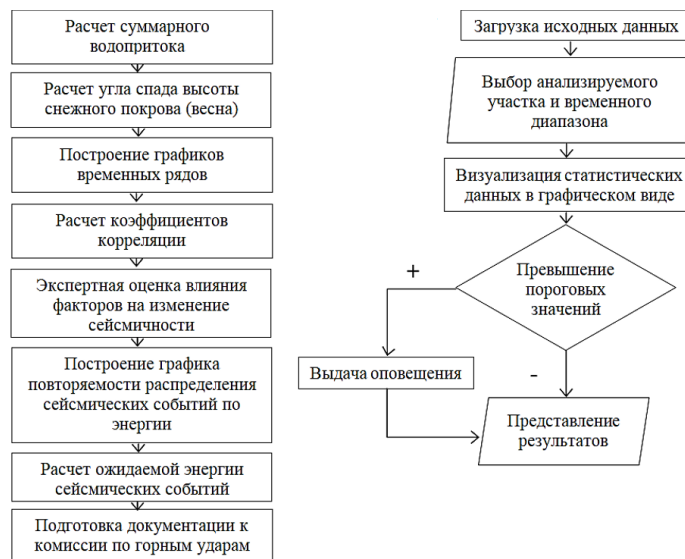 Расчет суммарного
водопритока
Расчет угла спада высоты
снежного покрова (весна)
Построение графиков
временных рядов
Расчет коэффициентов
корреляции
Экспертная оценка влияния
факторов на изменение
сейсмичности
Построение графика
повторяемости распределения
сейсмических событий по
энергии
Расчет ожидаемой энергии
сейсмических событий
Подготовка документации к
комиссии по горным ударам
Загрузка исходных данных
Выбор анализируемого
участка и временного
диапазона
Визуализация статистических
данных в графическом виде
Превышение
пороговых
значений
+
Выдача оповещения
-
Представление
результатов